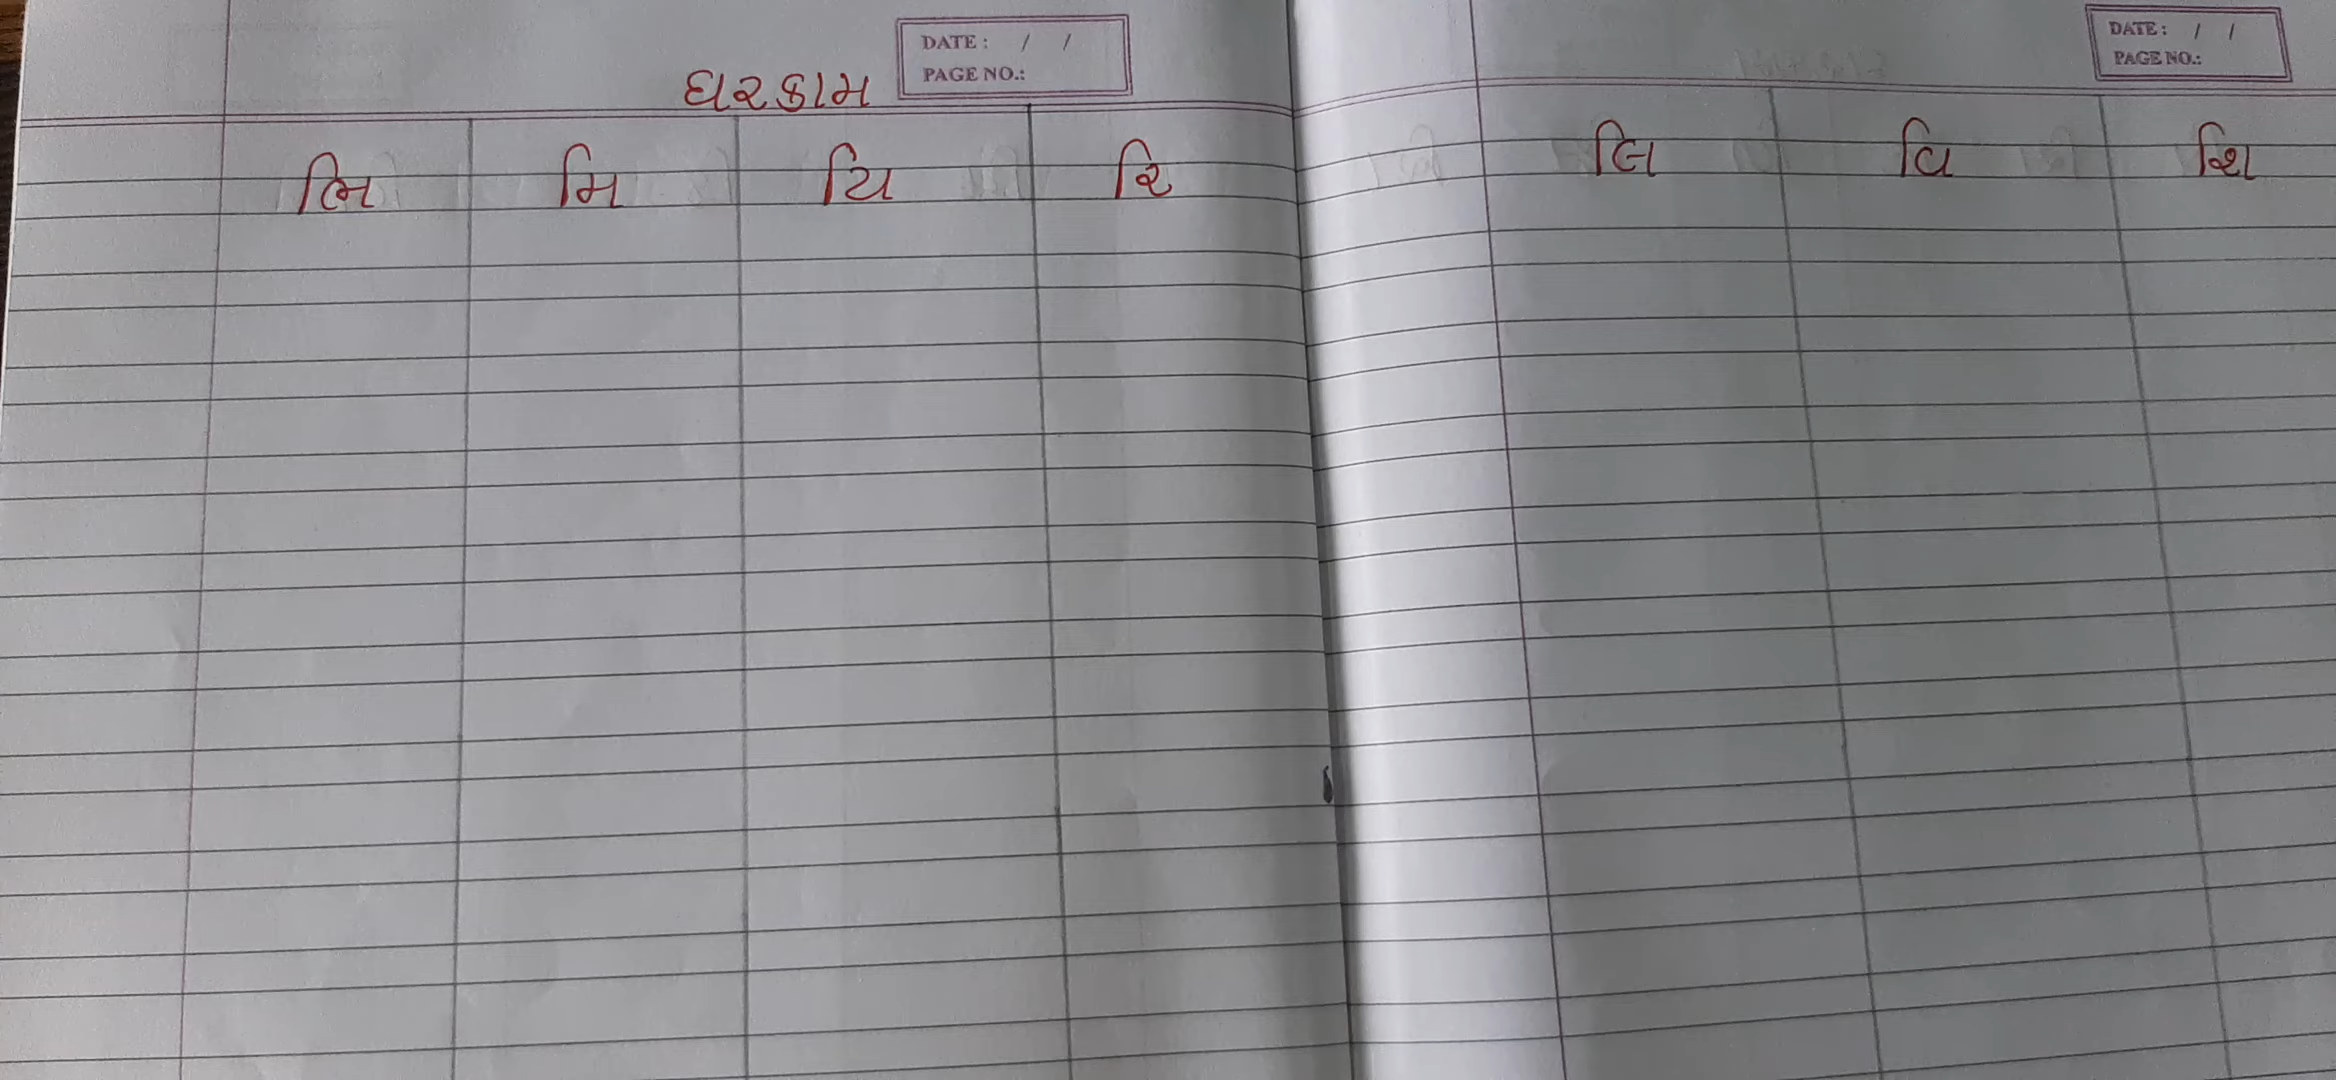 DATE : / /
PAGE NO.:
ઘરકામ
ભિ મિ યિ રિ
DATE : / /
PAGE NO.:
લિ વિ શિ